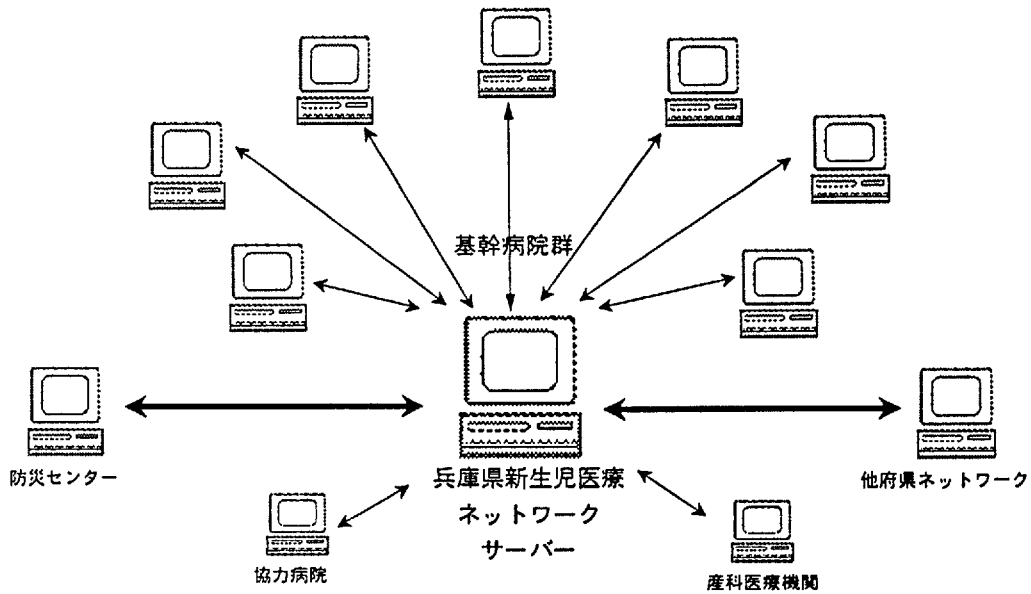 基幹病院群
防災センター
兵庫県新生児医療
ネットワーク
サーバー
他府県ネットワーク
協力病院
産科医療機関